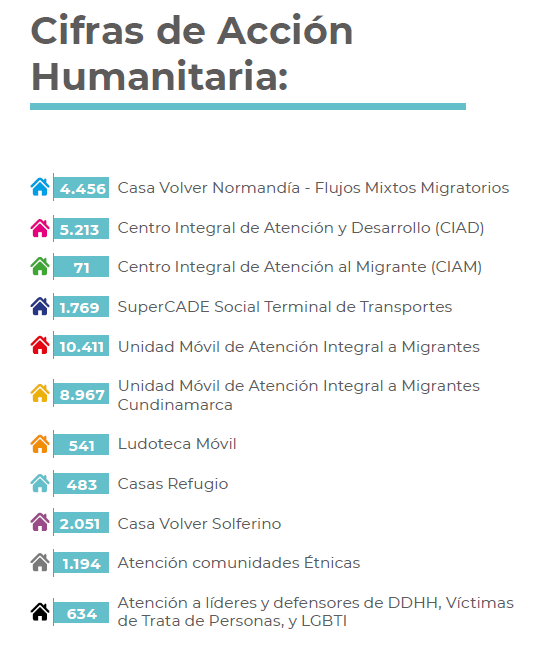 Cifras de Acción
Humanitaria:
4.456 Casa Volver Normandía - Flujos Mixtos Migratorios
5.213 Centro Integral de Atención y Desarrollo (CIAD)
71 Centro Integral de Atención al Migrante (CIAM)
1.769 SuperCADE Social Terminal de Transportes
10.411 Unidad Móvil de Atención Integral a Migrantes
8.967 Unidad Móvil de Atención Integral a Migrantes
Cundinamarca
541 Ludoteca Móvil
483 Casas Refugio
2.051 Casa Volver Solferino
1.194 Atención comunidades Étnicas
634 Atención a líderes y defensores de DDHH, Víctimas
de Trata de Personas, y LGBTI